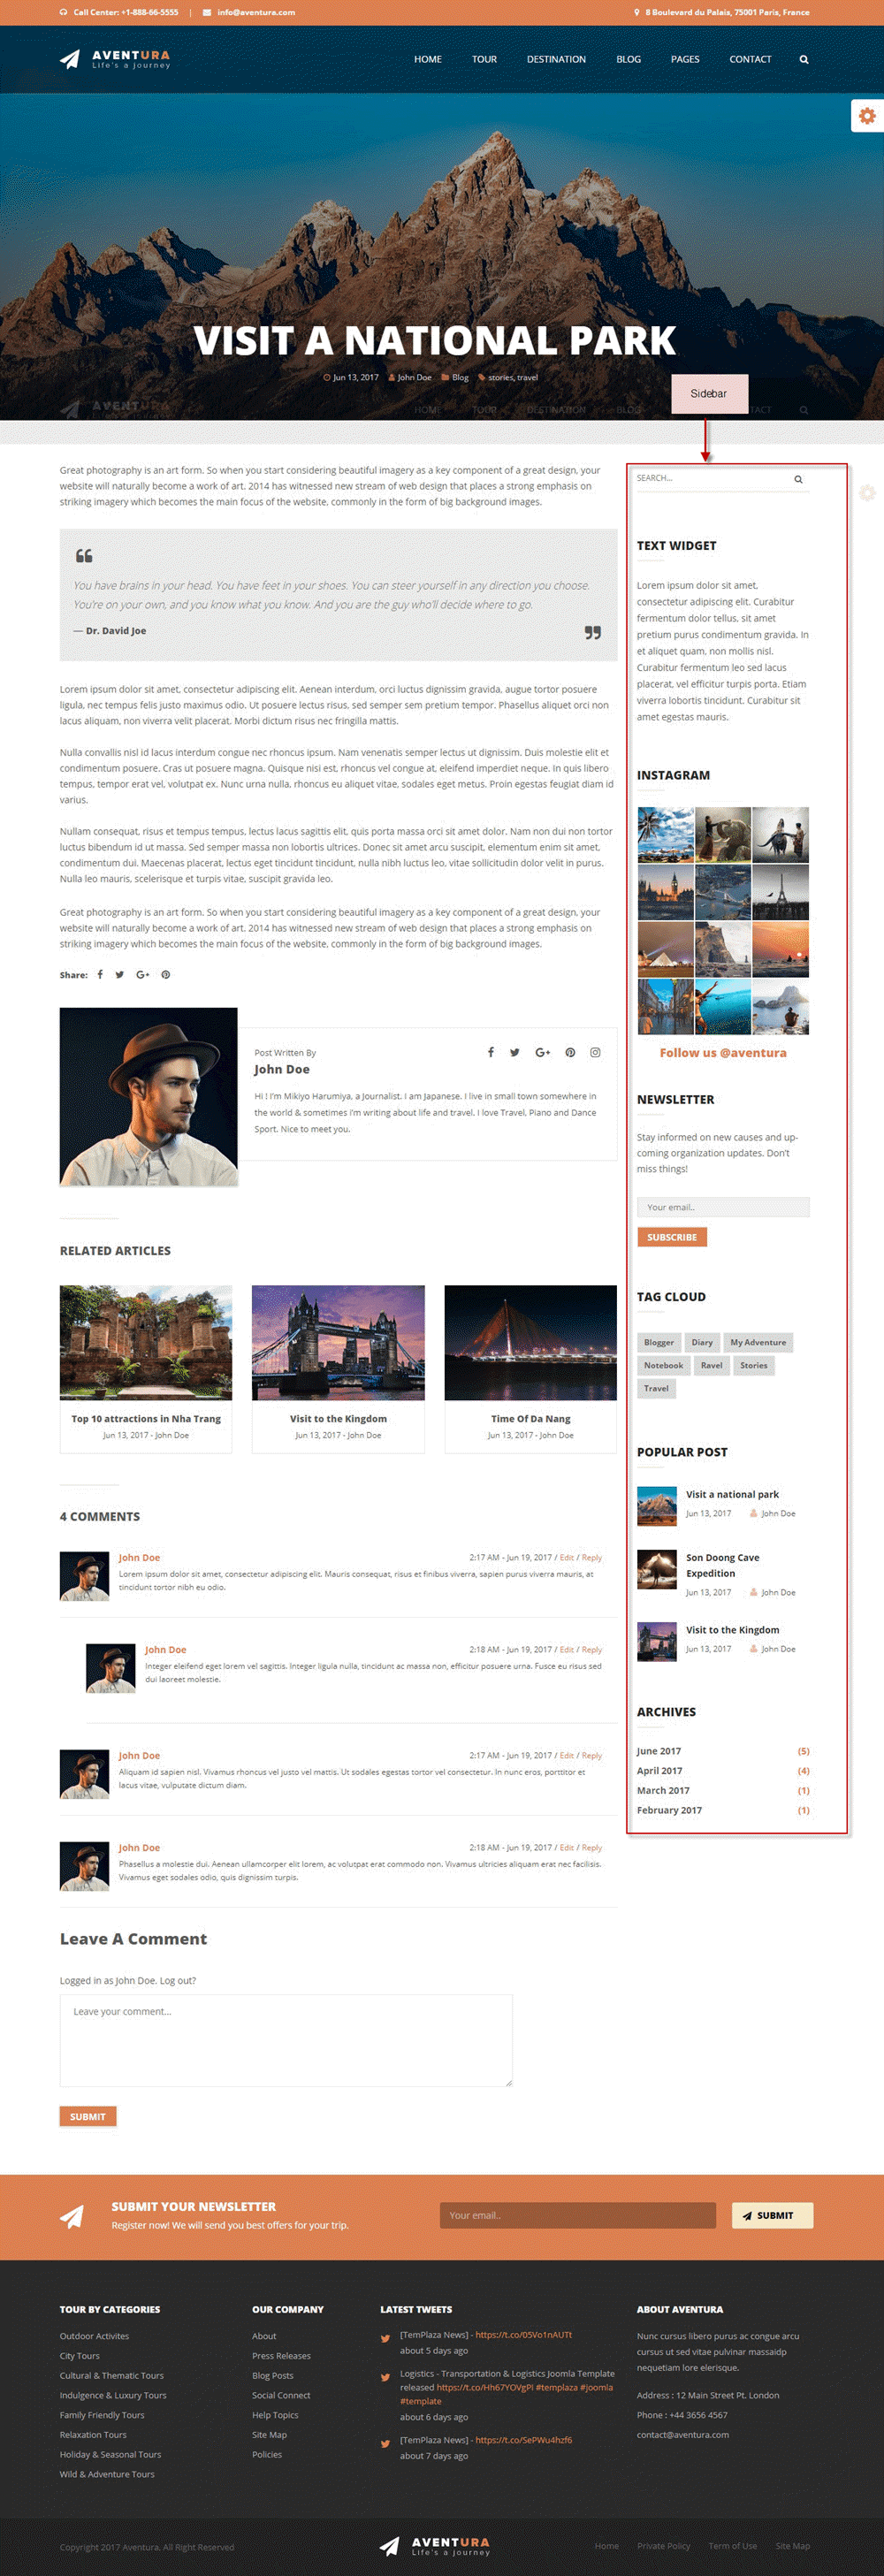 Call Center: +1-888-66-5555 | info@aventura.com
8 Boulevard du Palais, 75001 Paris, France
AVENTURA
Life's a Journey
HOME TOUR DESTINATION BLOG PAGES CONTACT
VISIT A NATIONAL PARK
Jun 13, 2017 John Doe Blog stories, travel
Sidebar
AVENTURA
HOME TOUR DESTINATION BLOG
Great photography is an art form. So when you start considering beautiful imagery as a key component of a great design, your
website will naturally become a work of art. 2014 has witnessed new stream of web design that places a strong emphasis on
striking imagery which becomes the main focus of the website, commonly in the form of big background images.
You have brains in your head. You have feet in your shoes. You can steer yourself in any direction you choose.
You're on your own, and you know what you know. And you are the guy who'll decide where to go.
— Dr. David Joe
Lorem ipsum dolor sit amet, consectetur adipiscing elit. Aenean interdum, orci luctus dignissim gravida, augue tortor posuere
ligula, nec tempus felis justo maximus odio. Ut posuere lectus risus, sed semper sem pretium tempor. Phasellus aliquet orci non
lacus aliquam, non viverra velit placerat. Morbi dictum risus nec fringilla mattis.
Nulla convallis nisl id lacus interdum congue nec rhoncus ipsum. Nam venenatis semper lectus ut dignissim. Duis molestie elit et
condimentum posuere. Cras ut posuere magna. Quisque nisi est, rhoncus vel congue at, eleifend imperdiet neque. In quis libero
tempus, tempor erat vel, volutpat ex. Nunc urna nulla, rhoncus eu aliquet vitae, sodales eget metus. Proin egestas feugiat diam id
varius.
Nullam consequat, risus et tempus tempus, lectus lacus sagittis elit, quis porta massa orci sit amet dolor. Nam non dui non tortor
luctus bibendum id ut massa. Sed semper massa non lobortis ultrices. Donec sit amet arcu suscipit, elementum enim sit amet,
condimentum dui. Maecenas placerat, lectus eget tincidunt tincidunt, nulla nibh luctus leo, vitae sollicitudin dolor velit in purus.
Nulla leo mauris, scelerisque et turpis vitae, suscipit gravida leo.
Great photography is an art form. So when you start considering beautiful imagery as a key component of a great design, your
website will naturally become a work of art. 2014 has witnessed new stream of web design that places a strong emphasis on
striking imagery which becomes the main focus of the website, commonly in the form of big background images.
Share:
Post Written By
John Doe
Hi ! I'm Mikiyo Harumiya, a Journalist. I am Japanese. I live in small town somewhere in
the world & sometimes i'm writing about life and travel. I love Travel, Piano and Dance
Sport. Nice to meet you.
RELATED ARTICLES
Top 10 attractions in Nha Trang
Jun 13, 2017 - John Doe
Visit to the Kingdom
Jun 13, 2017 - John Doe
Time Of Da Nang
Jun 13, 2017 - John Doe
4 COMMENTS
John Doe
2:17 AM - Jun 19, 2017 / Edit / Reply
Lorem ipsum dolor sit amet, consectetur adipiscing elit. Mauris consequat, risus et finibus viverra, sapien purus viverra mauris, at
tincidunt tortor nibh eu odio.
John Doe
2:18 AM - Jun 19, 2017 / Edit / Reply
Integer eleifend eget lorem vel sagittis. Integer ligula nulla, tincidunt ac massa non, efficitur posuere urna. Fusce eu risus sed
dui laoreet molestie.
John Doe
2:17 AM - Jun 19, 2017 / Edit / Reply
Aliquam id sapien nisl. Vivamus rhoncus vel justo vel mattis. Ut sodales egestas tortor vel consectetur. In nunc eros, porttitor et
lacus vitae, vulputate dictum diam.
John Doe
2:18 AM - Jun 19, 2017 / Edit / Reply
Phasellus a molestie dui. Aenean ullamcorper elit lorem, ac volutpat erat commodo non. Vivamus ultricies aliquam erat nec facilisis.
Vivamus eget sodales odio, quis dignissim turpis.
Leave A Comment
Logged in as John Doe. Log out?
Leave your comment...
SUBMIT
SEARCH...
TEXT WIDGET
Lorem ipsum dolor sit amet,
consectetur adipiscing elit. Curabitur
fermentum dolor tellus, sit amet
pretium purus condimentum gravida. In
et aliquet quam, non mollis nisl.
Curabitur fermentum leo sed lacus
placerat, vel efficitur turpis porta. Etiam
viverra lobortis tincidunt. Curabitur sit
amet egestas mauris.
INSTAGRAM
Follow us @aventura
NEWSLETTER
Stay informed on new causes and up-
coming organization updates. Don't
miss things!
Your email..
SUBSCRIBE
TAG CLOUD
Blogger Diary My Adventure
Notebook Ravel Stories
Travel
POPULAR POST
Visit a national park
Jun 13, 2017 John Doe
Son Doong Cave
Expedition
Jun 13, 2017 John Doe
Visit to the Kingdom
Jun 13, 2017 John Doe
ARCHIVES
June 2017 (5)
April 2017 (4)
March 2017 (1)
February 2017 (1)
SUBMIT YOUR NEWSLETTER
Register now! We will send you best offers for your trip.
Your email..
SUBMIT
TOUR BY CATEGORIES
Outdoor Activites
City Tours
Cultural & Thematic Tours
Indulgence & Luxury Tours
Family Friendly Tours
Relaxation Tours
Holiday & Seasonal Tours
Wild & Adventure Tours
OUR COMPANY
About
Press Releases
Blog Posts
Social Connect
Help Topics
Site Map
Policies
LATEST TWEETS
[TemPlaza News] - https://t.co/05Vo1nAUTt
about 5 days ago
Logistics - Transportation & Logistics Joomla Template
released https://t.co/Hh67YOVgPl #templaza #joomla
#template
about 6 days ago
[TemPlaza News] - https://t.co/SePWu4hzf6
about 7 days ago
ABOUT AVENTURA
Nunc cursus libero purus ac congue arcu
cursus ut sed vitae pulvinar massaidp
nequetiam lore elerisque.
Address : 12 Main Street Pt. London
Phone : +44 3656 4567
contact@aventura.com
Copyright 2017 Aventura, All Right Reserved
AVENTURA
Life's a Journey
Home Private Policy Term of Use Site Map